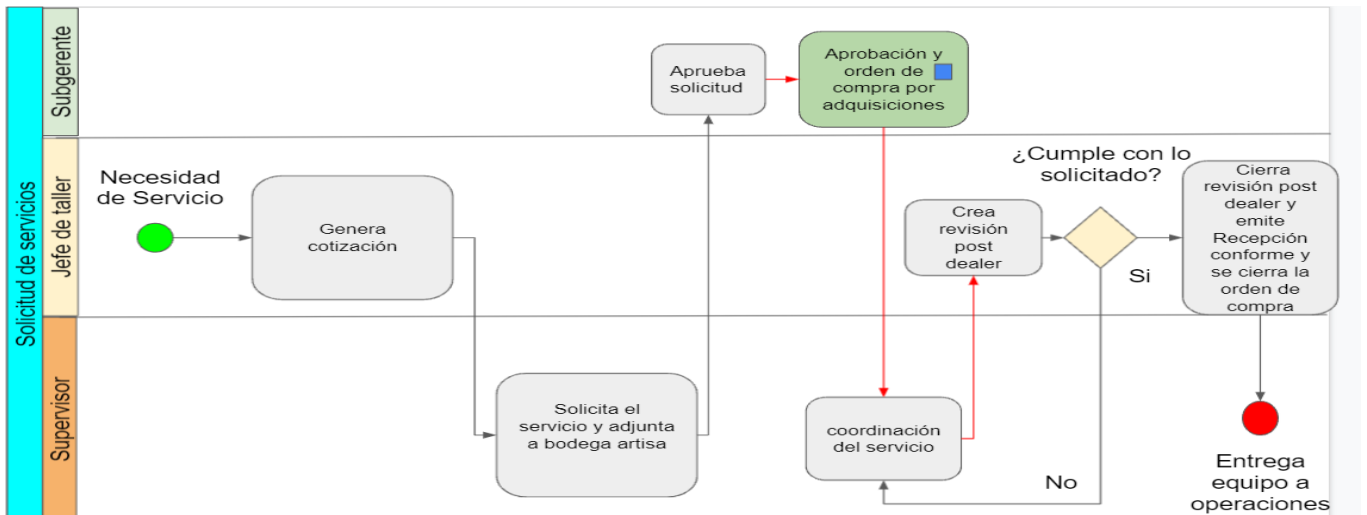 Solicitud de servicios
Subgerente
Aprueba
solicitud
Aprobación y
orden de
compra por
adquisiciones
Jefe de taller
Necesidad
de Servicio
Genera
cotización
Crea
revisión
post
dealer
¿Cumple con lo
solicitado?
Si
No
Cierra
revisión post
dealer y
emite
Recepción
conforme y
se cierra la
orden de
compra
Supervisor
Solicita el
servicio y adjunta
a bodega artisa
coordinación
del servicio
Entrega
equipo a
operaciones